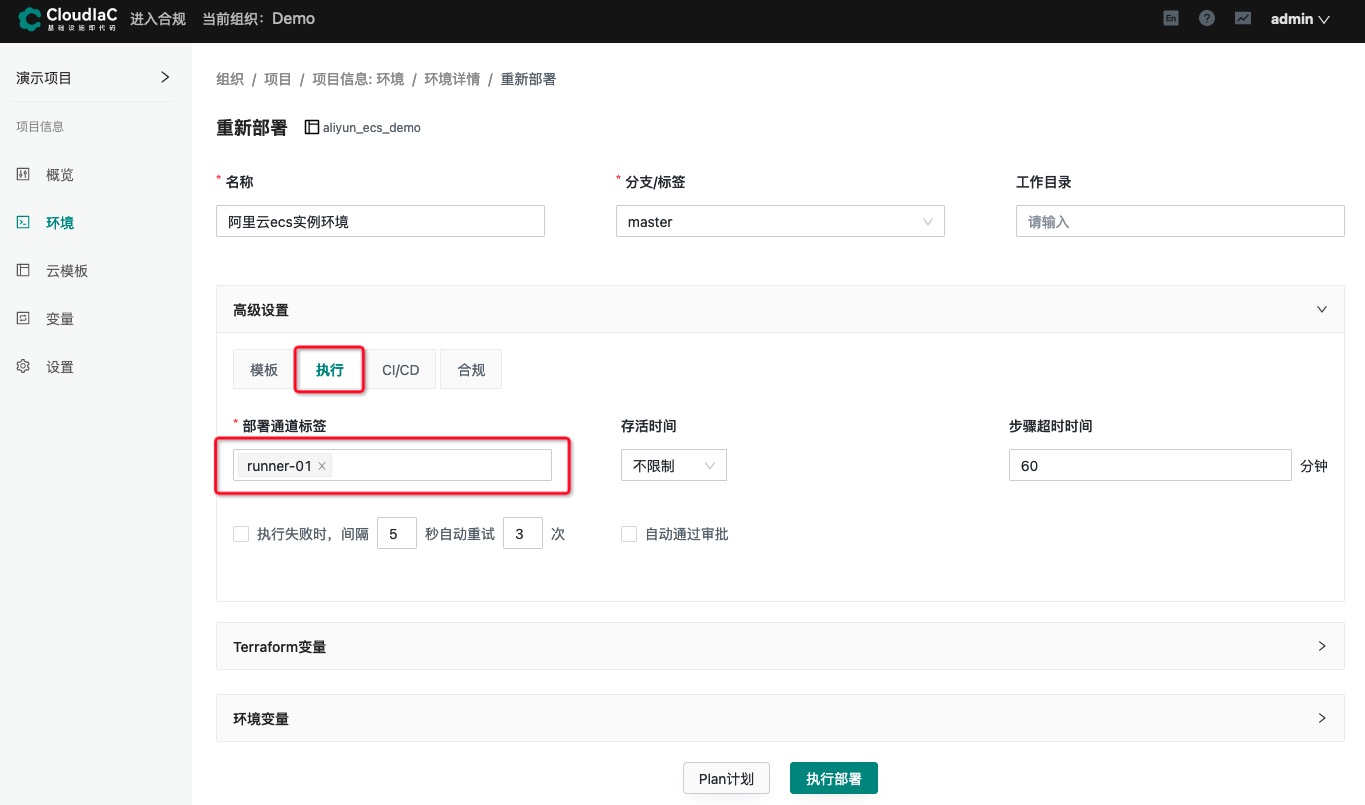 CloudIaC
基础设施即代码
进入合规
当前组织：Demo
En
?
admin
演示项目
项目信息
概览
环境
云模板
变量
设置
组织 / 项目 / 项目信息: 环境 / 环境详情 / 重新部署
重新部署 aliyun_ecs_demo
* 名称 * 分支/标签 工作目录
阿里云ecs实例环境 master 请输入
高级设置
模板 执行 CI/CD 合规
* 部署通道标签 存活时间 步骤超时时间
runner-01 × 不限制 60 分钟
执行失败时，间隔 5 秒自动重试 3 次 自动通过审批
Terraform变量
环境变量
Plan计划 执行部署